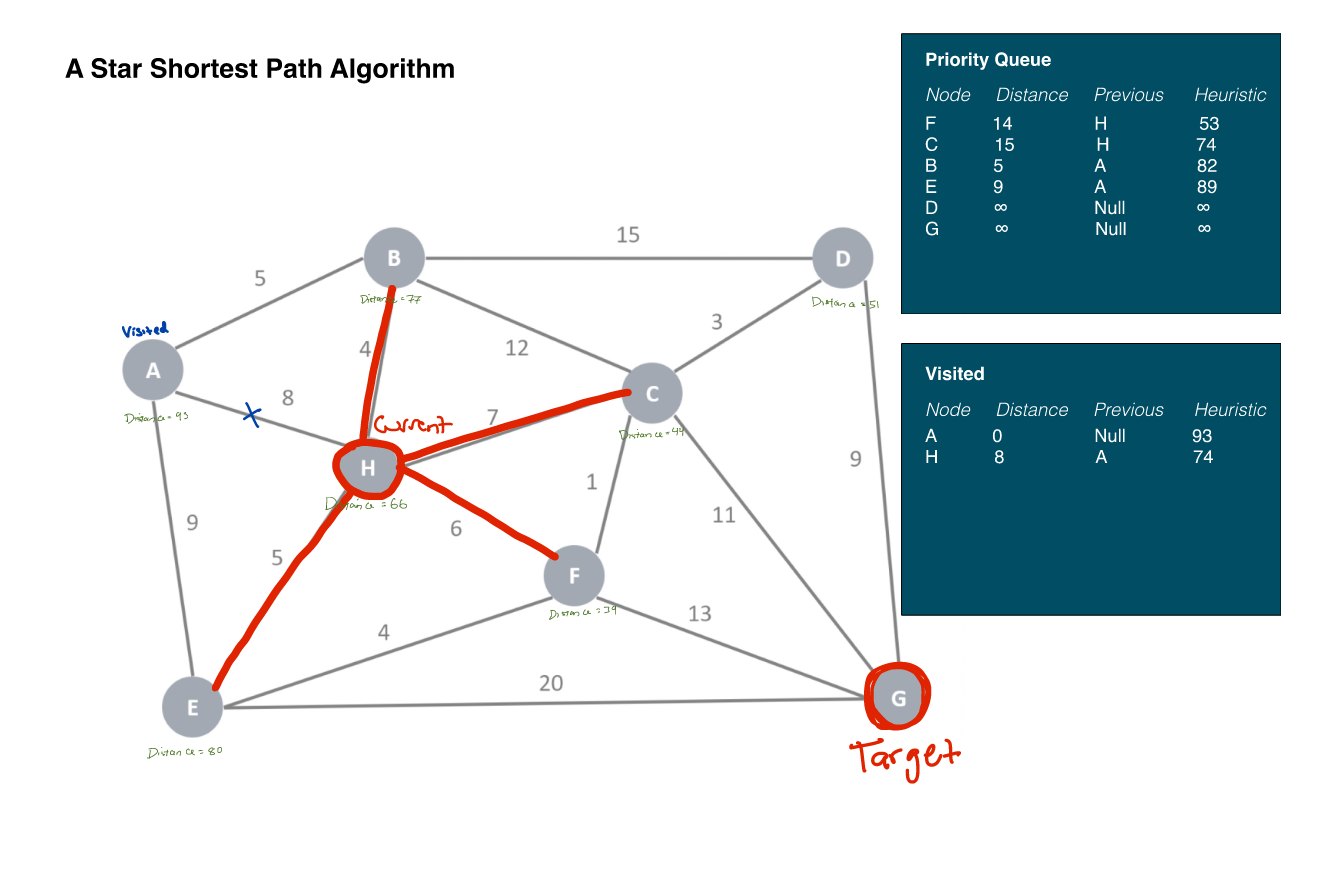 A Star Shortest Path Algorithm
Priority Queue
Node Distance Previous Heuristic
F 14 H 53
C 15 H 74
B 5 A 82
E 9 A 89
D ∞ Null ∞
G ∞ Null ∞
Visited
Node Distance Previous Heuristic
A 0 Null 93
H 8 A 74
15
B
D
5
Distance = 77
Distance = 51
Visited
3
4
12
A
8
C
Distance = 93
Current
7
Distance = 44
H
9
Distance = 66
1
11
9
6
5
F
Distance = 39
4
13
20
E
G
Distance = 80
Target